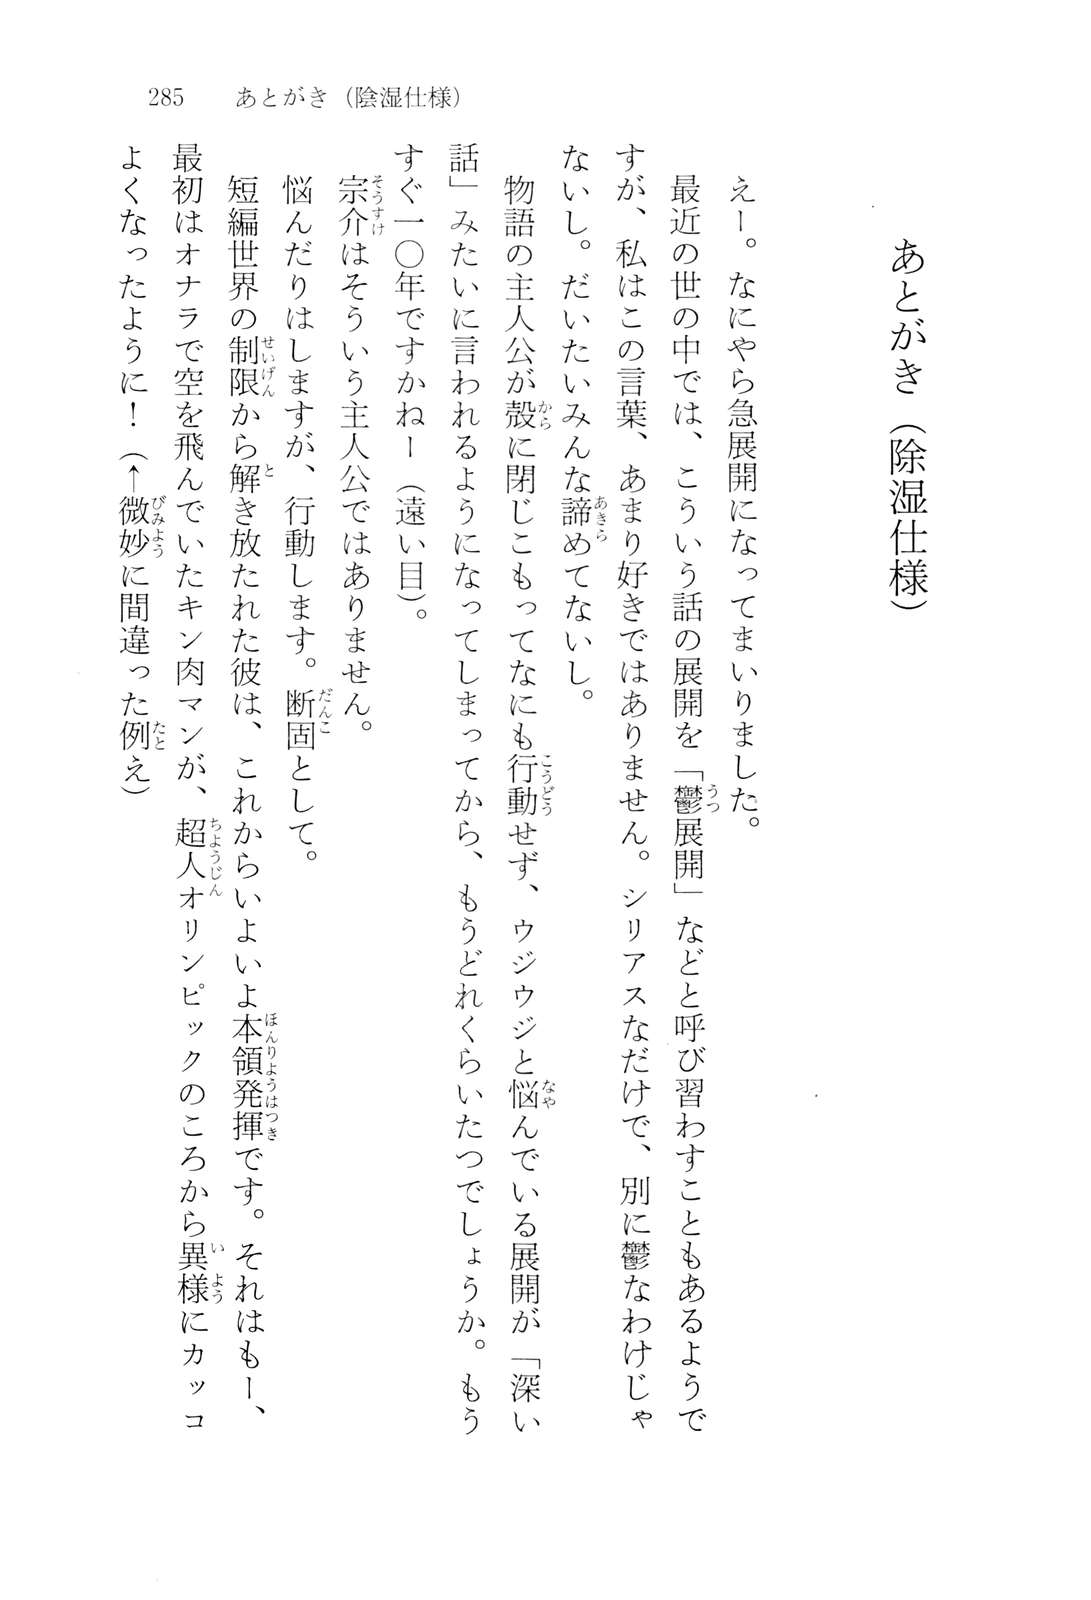 285　あとがき（陰湿仕様）
あとがき（除湿仕様）
えー。なにやら急展開になってまいりました。
最近の世の中では、こういう話の展開を「鬱展開」などと呼び習わすこともあるようで
すが、私はこの言葉、あまり好きではありません。シリアスなだけで、別に鬱なわけじゃ
ないし。だいたいみんな諦めてないし。
物語の主人公が殻に閉じこもってなにも行動せず、ウジウジと悩んでいる展開が「深い
話」みたいに言われるようになってしまってから、もうどれくらいたつでしょうか。もう
すぐ一〇年ですかねー（遠い目）。
宗介はそういう主人公ではありません。
悩んだりはしますが、行動します。断固として。
短編世界の制限から解き放たれた彼は、これからいよいよ本領発揮です。それはもー、
最初はオナラで空を飛んでいたキン肉マンが、超人オリンピックのころから異様にカッコ
よくなったように！（↑微妙に間違った例え）